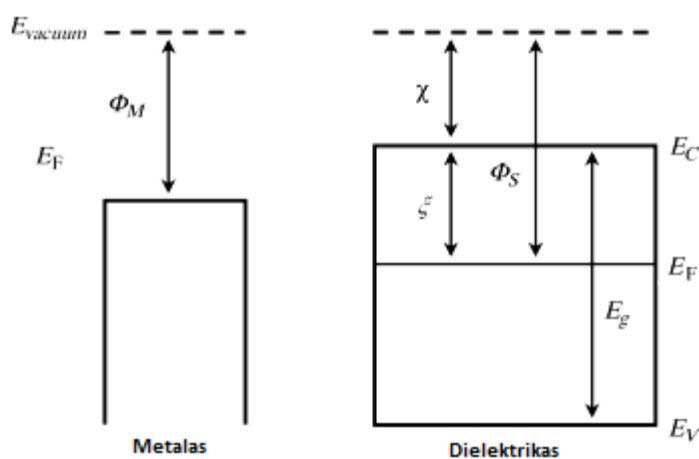 E_vacuum
Φ_M
χ
E_F
E_C
Φ_S
ξ
E_F
E_g
E_V
Metalas
Dielektrikas